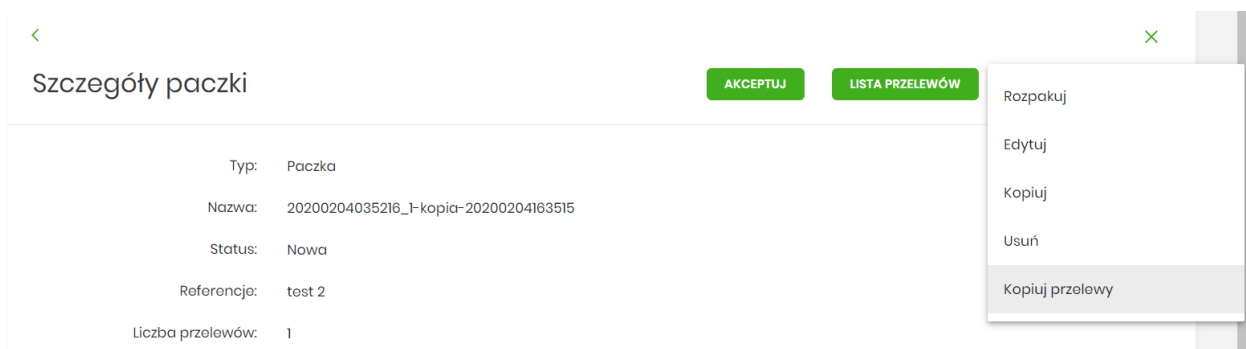 Szczegóły paczki
AKCEPTUJ
LISTA PRZELEWÓW
Rozpakuj
Edytuj
Kopiuj
Usuń
Kopiuj przelewy
Typ: Paczka
Nazwa: 20200204035216_1-kopia-20200204163515
Status: Nowa
Referencje: test 2
Liczba przelewów: 1